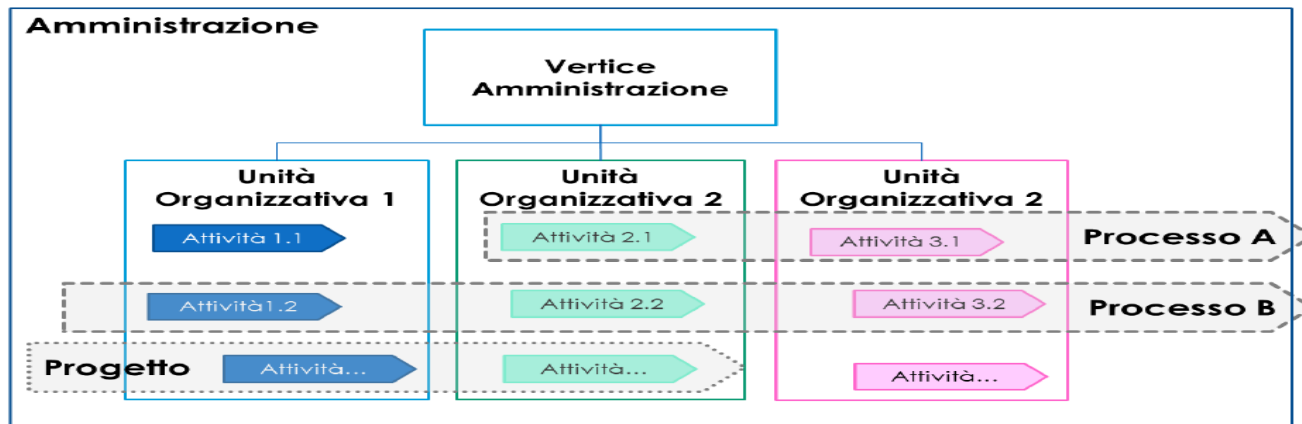 Amministrazione
Vertice
Amministrazione
Unità
Organizzativa 1
Unità
Organizzativa 2
Unità
Organizzativa 2
Attività 1.1
Attività 2.1
Attività 3.1
Processo A
Attività1.2
Attività 2.2
Attività 3.2
Processo B
Progetto
Attività...
Attività...
Attività...